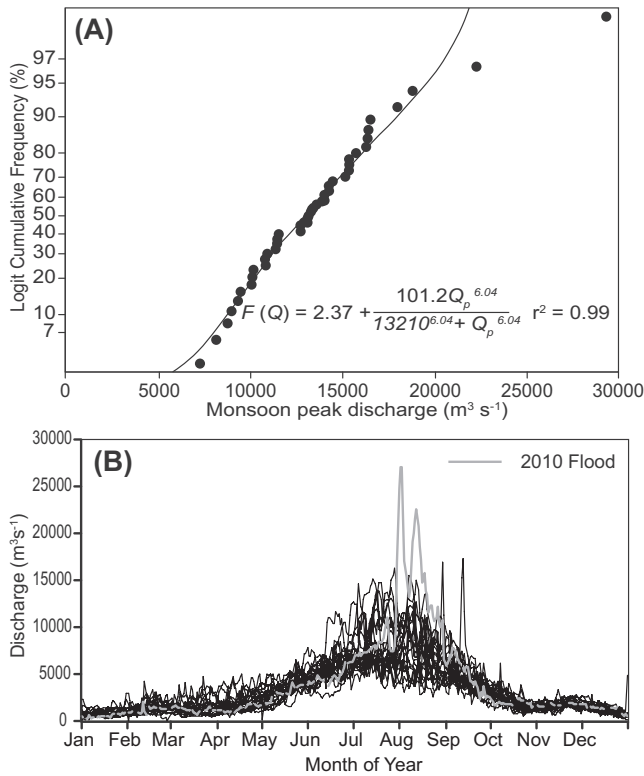 (A)
Logit Cumulative Frequency (%)
97
95
90
80
70
60
50
40
30
20
10
7
F (Q) = 2.37 + 101.2Qp^6.04 / 13210^6.04 + Qp^6.04 r² = 0.99
0 5000 10000 15000 20000 25000 30000
Monsoon peak discharge (m³ s⁻¹)
(B)
2010 Flood
Discharge (m³s⁻¹)
30000
25000
20000
15000
10000
5000
0
Jan Feb Mar Apr May Jun Jul Aug Sep Oct Nov Dec
Month of Year